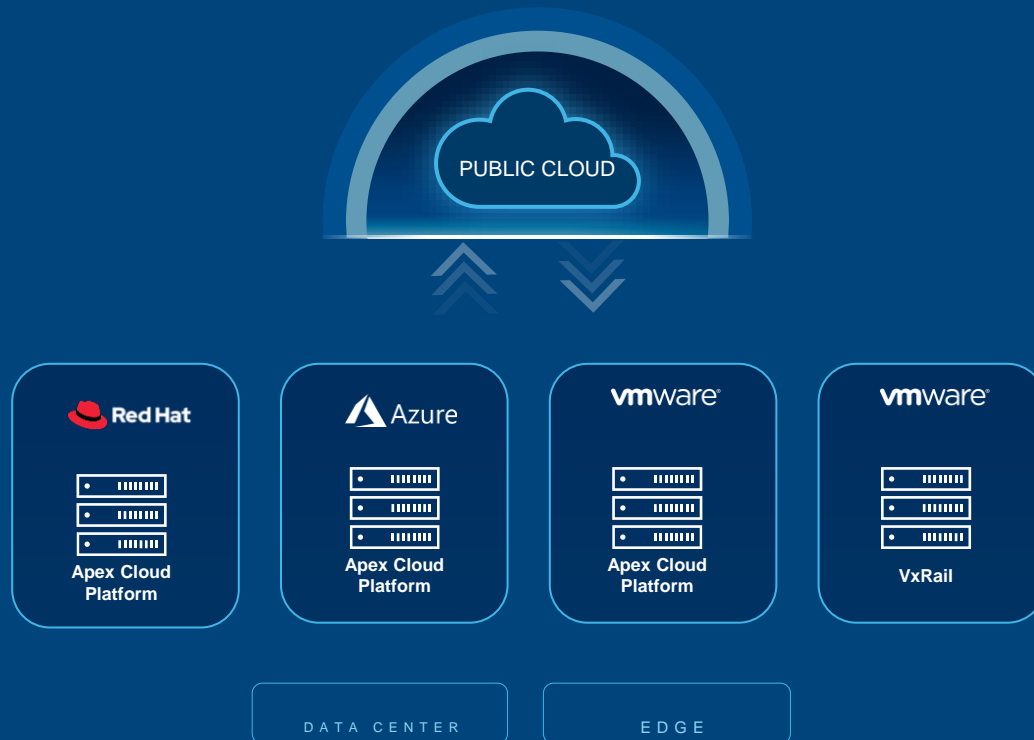 PUBLIC CLOUD
Red Hat
Apex Cloud
Platform
Azure
Apex Cloud
Platform
vmware®
Apex Cloud
Platform
vmware®
VxRail
DATA CENTER
EDGE